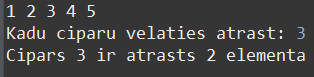 1 2 3 4 5
Kadu ciparu velaties atrast: 3
Cipars 3 ir atrasts 2 elementa